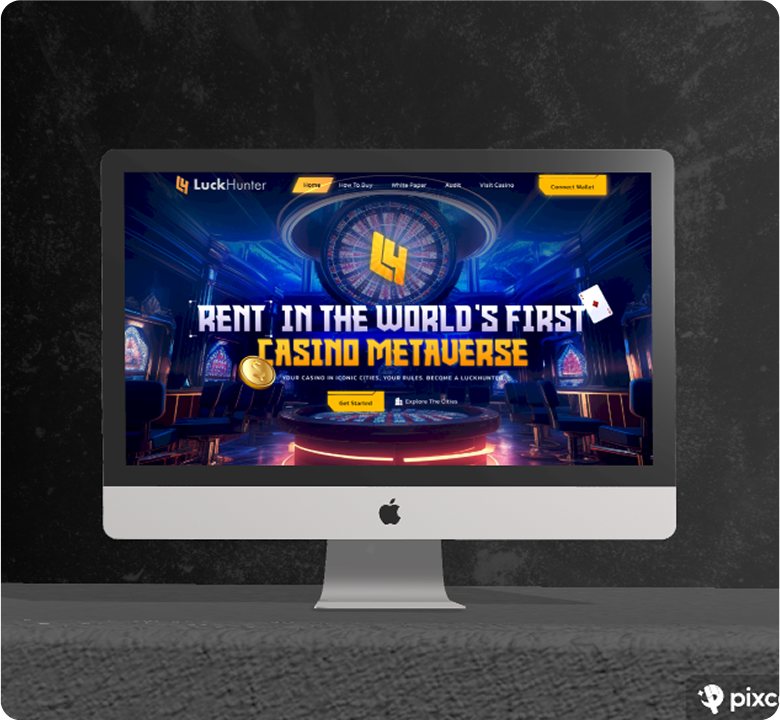 LuckHunter
Home How To Buy White Paper Audit Visit Casino Connect Wallet
RENT IN THE WORLD'S FIRST
CASINO METAVERSE
YOUR CASINO IN ICONIC CITIES, YOUR RULES. BECOME A LUCKHUNTER.
Get Started Explore The Cities
pixc